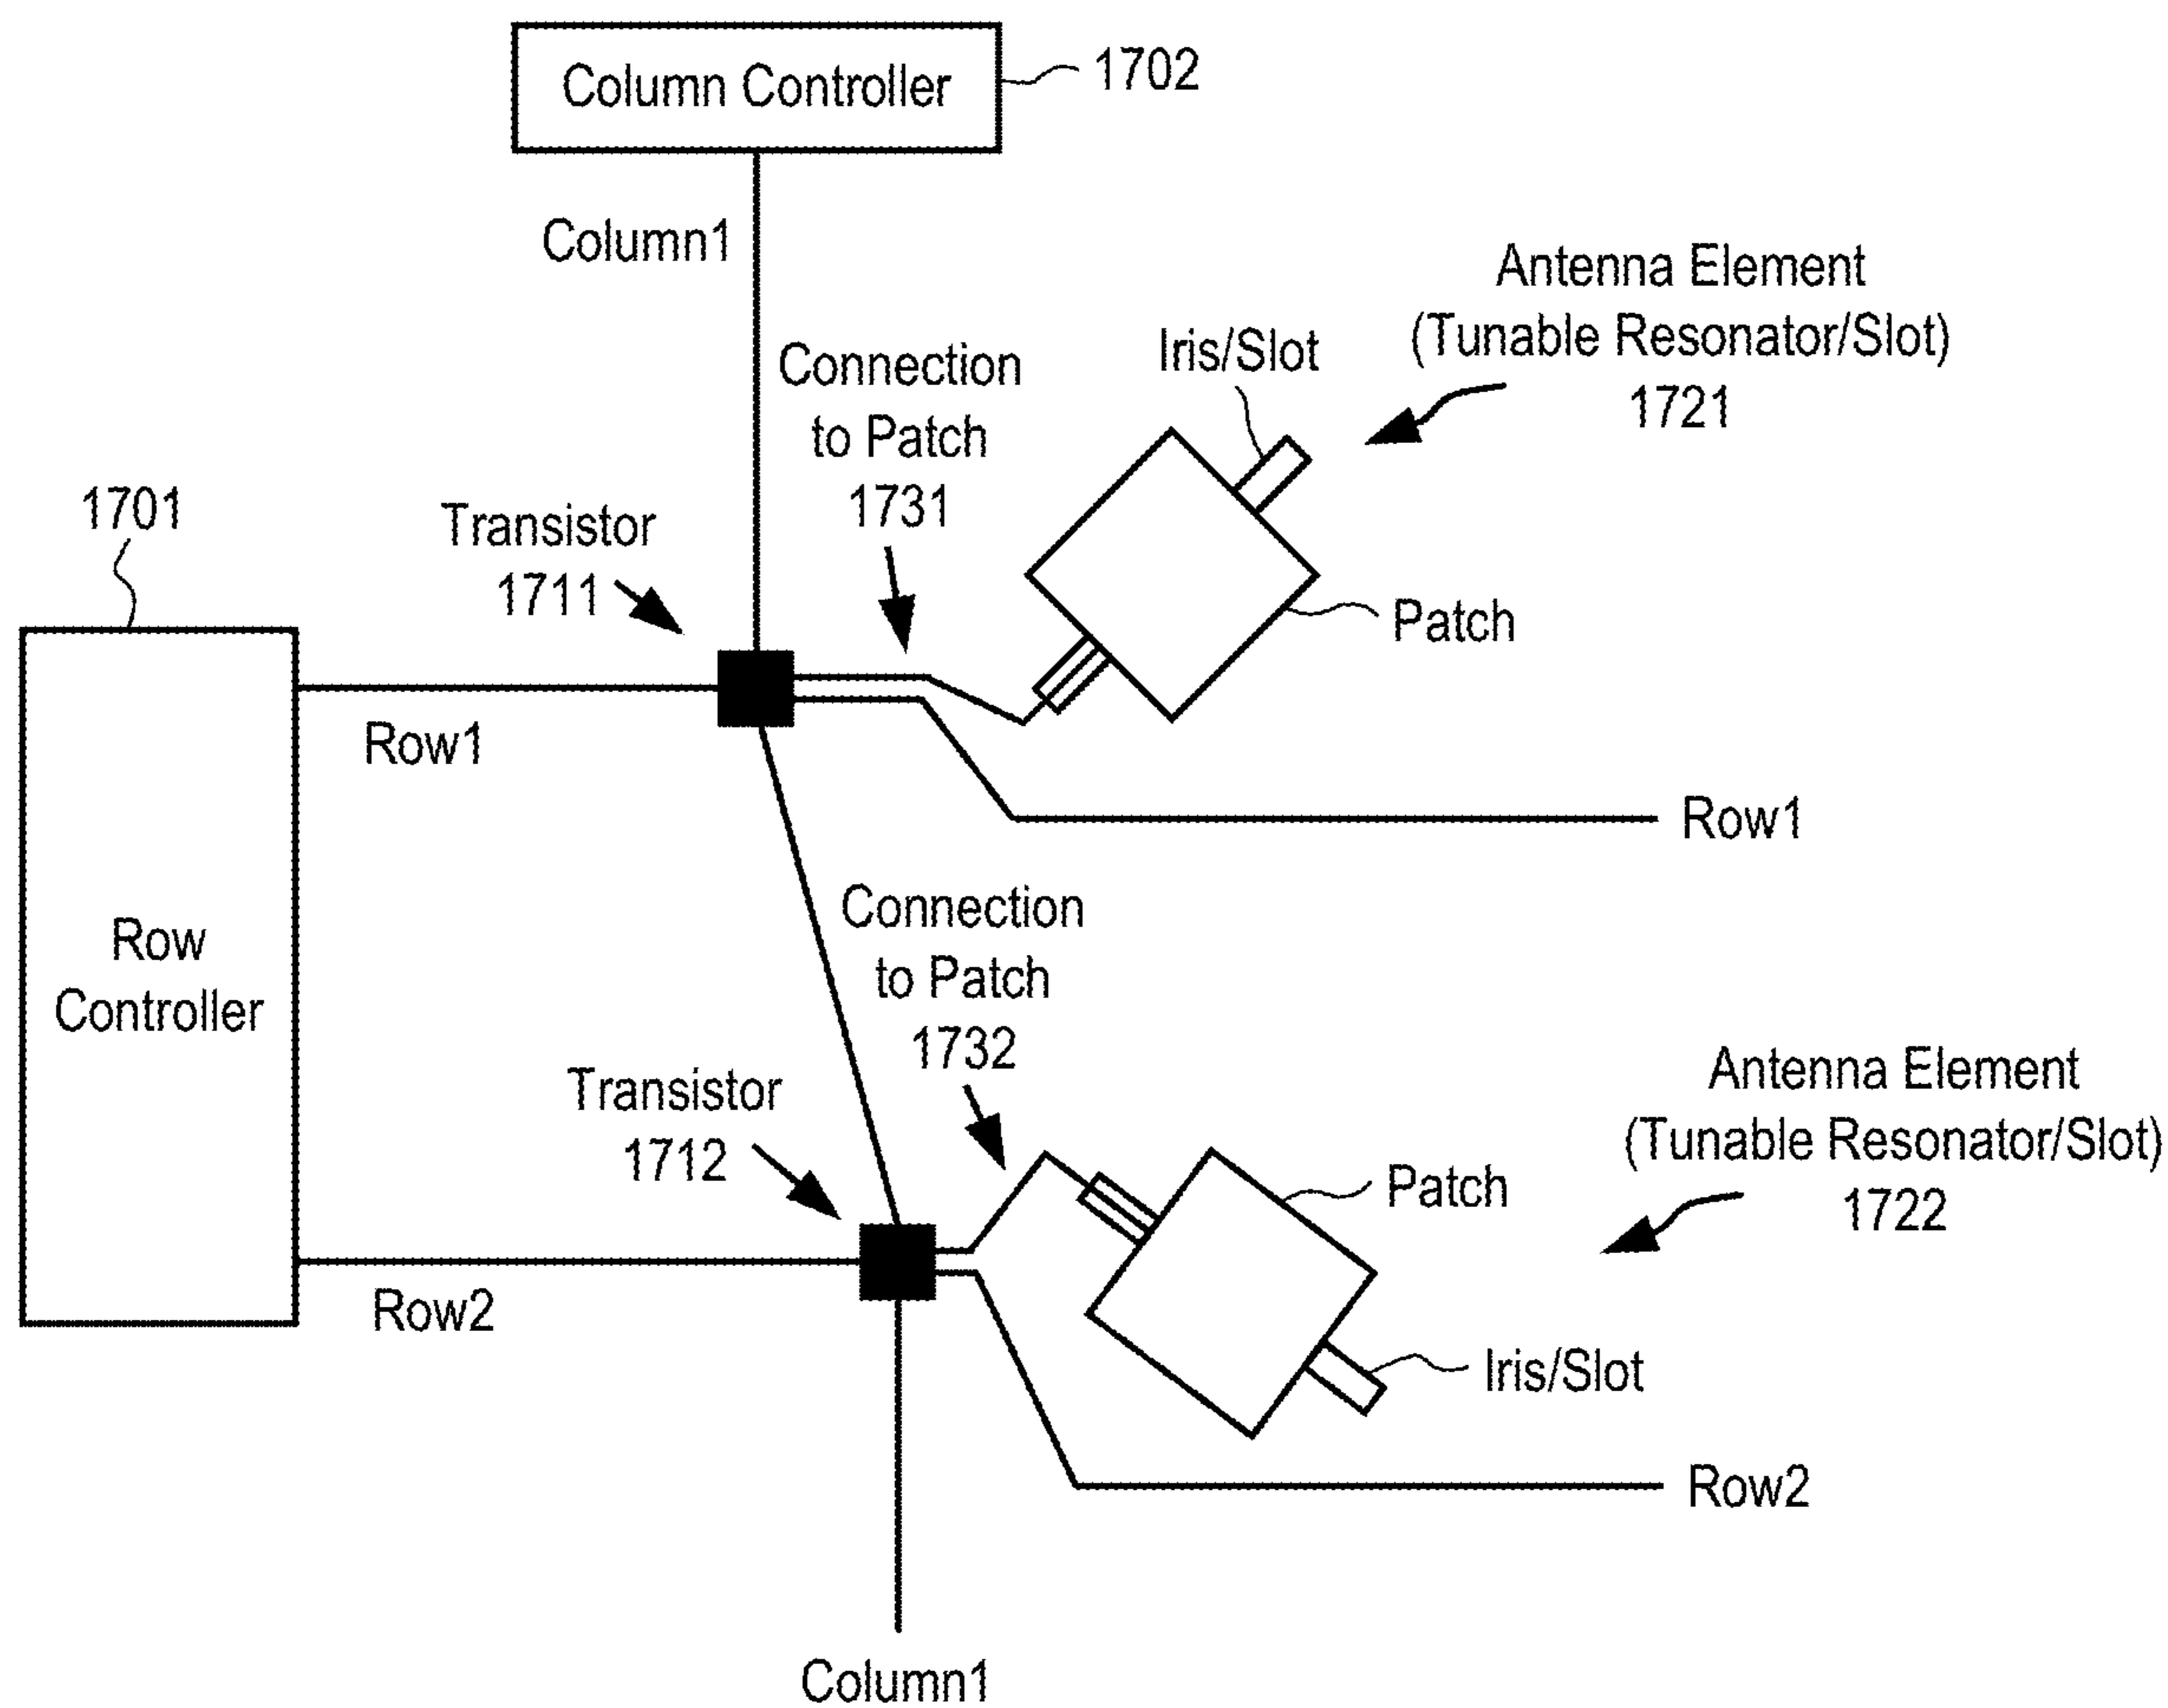 Column Controller
1702
Column1
Antenna Element
(Tunable Resonator/Slot)
1721
Iris/Slot
Connection
to Patch
1731
1701
Transistor
1711
Patch
Row1
Row1
Row
Controller
Connection
to Patch
1732
Transistor
1712
Antenna Element
(Tunable Resonator/Slot)
1722
Patch
Row2
Iris/Slot
Row2
Column1